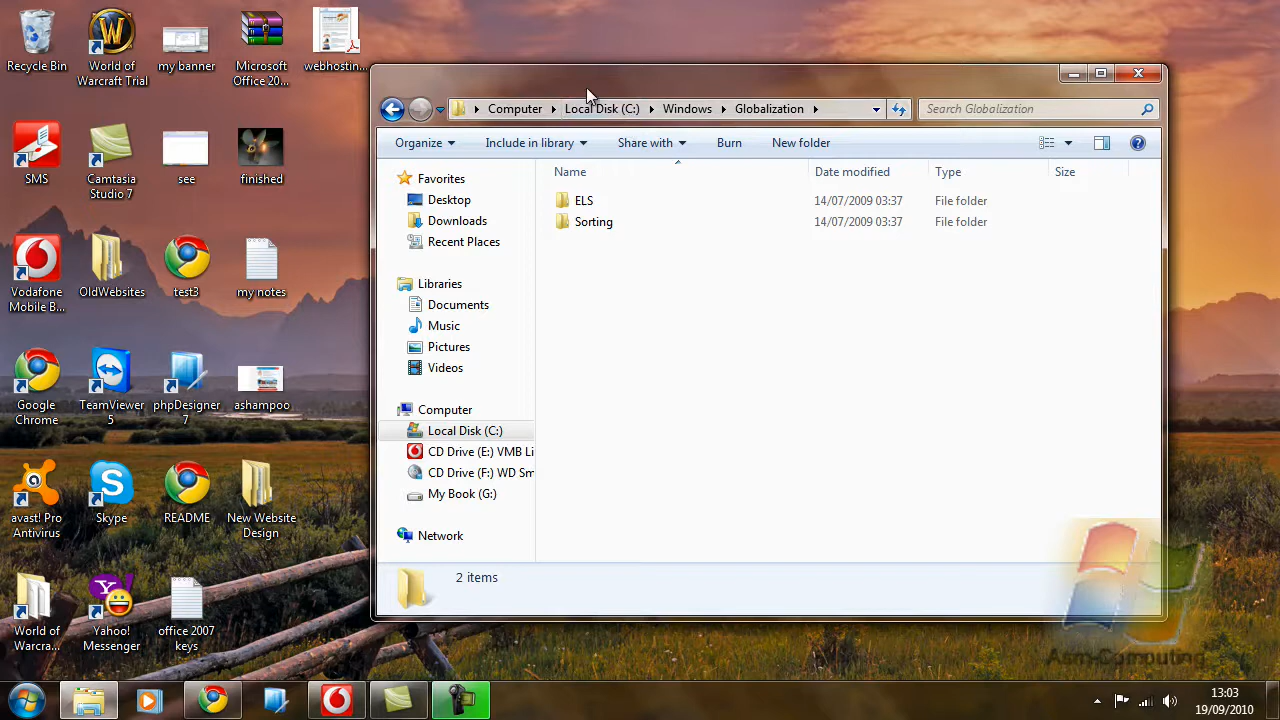 Recycle Bin
World of
Warcraft Trial
my banner
Microsoft
Office 20...
webhostin...
SMS
Camtasia
Studio 7
see
finished
Vodafone
Mobile B...
OldWebsites
test3
my notes
Google
Chrome
TeamViewer
5
phpDesigner
7
ashampoo
avast! Pro
Antivirus
Skype
README
New Website
Design
World of
Warcra...
Yahoo!
Messenger
office 2007
keys
Computer
Local Disk (C:)
Windows
Globalization
Search Globalization
Organize
Include in library
Share with
Burn
New folder
Name
Date modified
Type
Size
ELS
14/07/2009 03:37
File folder
Sorting
14/07/2009 03:37
File folder
Favorites
Desktop
Downloads
Recent Places
Libraries
Documents
Music
Pictures
Videos
Computer
Local Disk (C:)
CD Drive (E:) VMB Li
CD Drive (F:) WD Sm
My Book (G:)
Network
2 items
Asm-Computing
13:03
19/09/2010